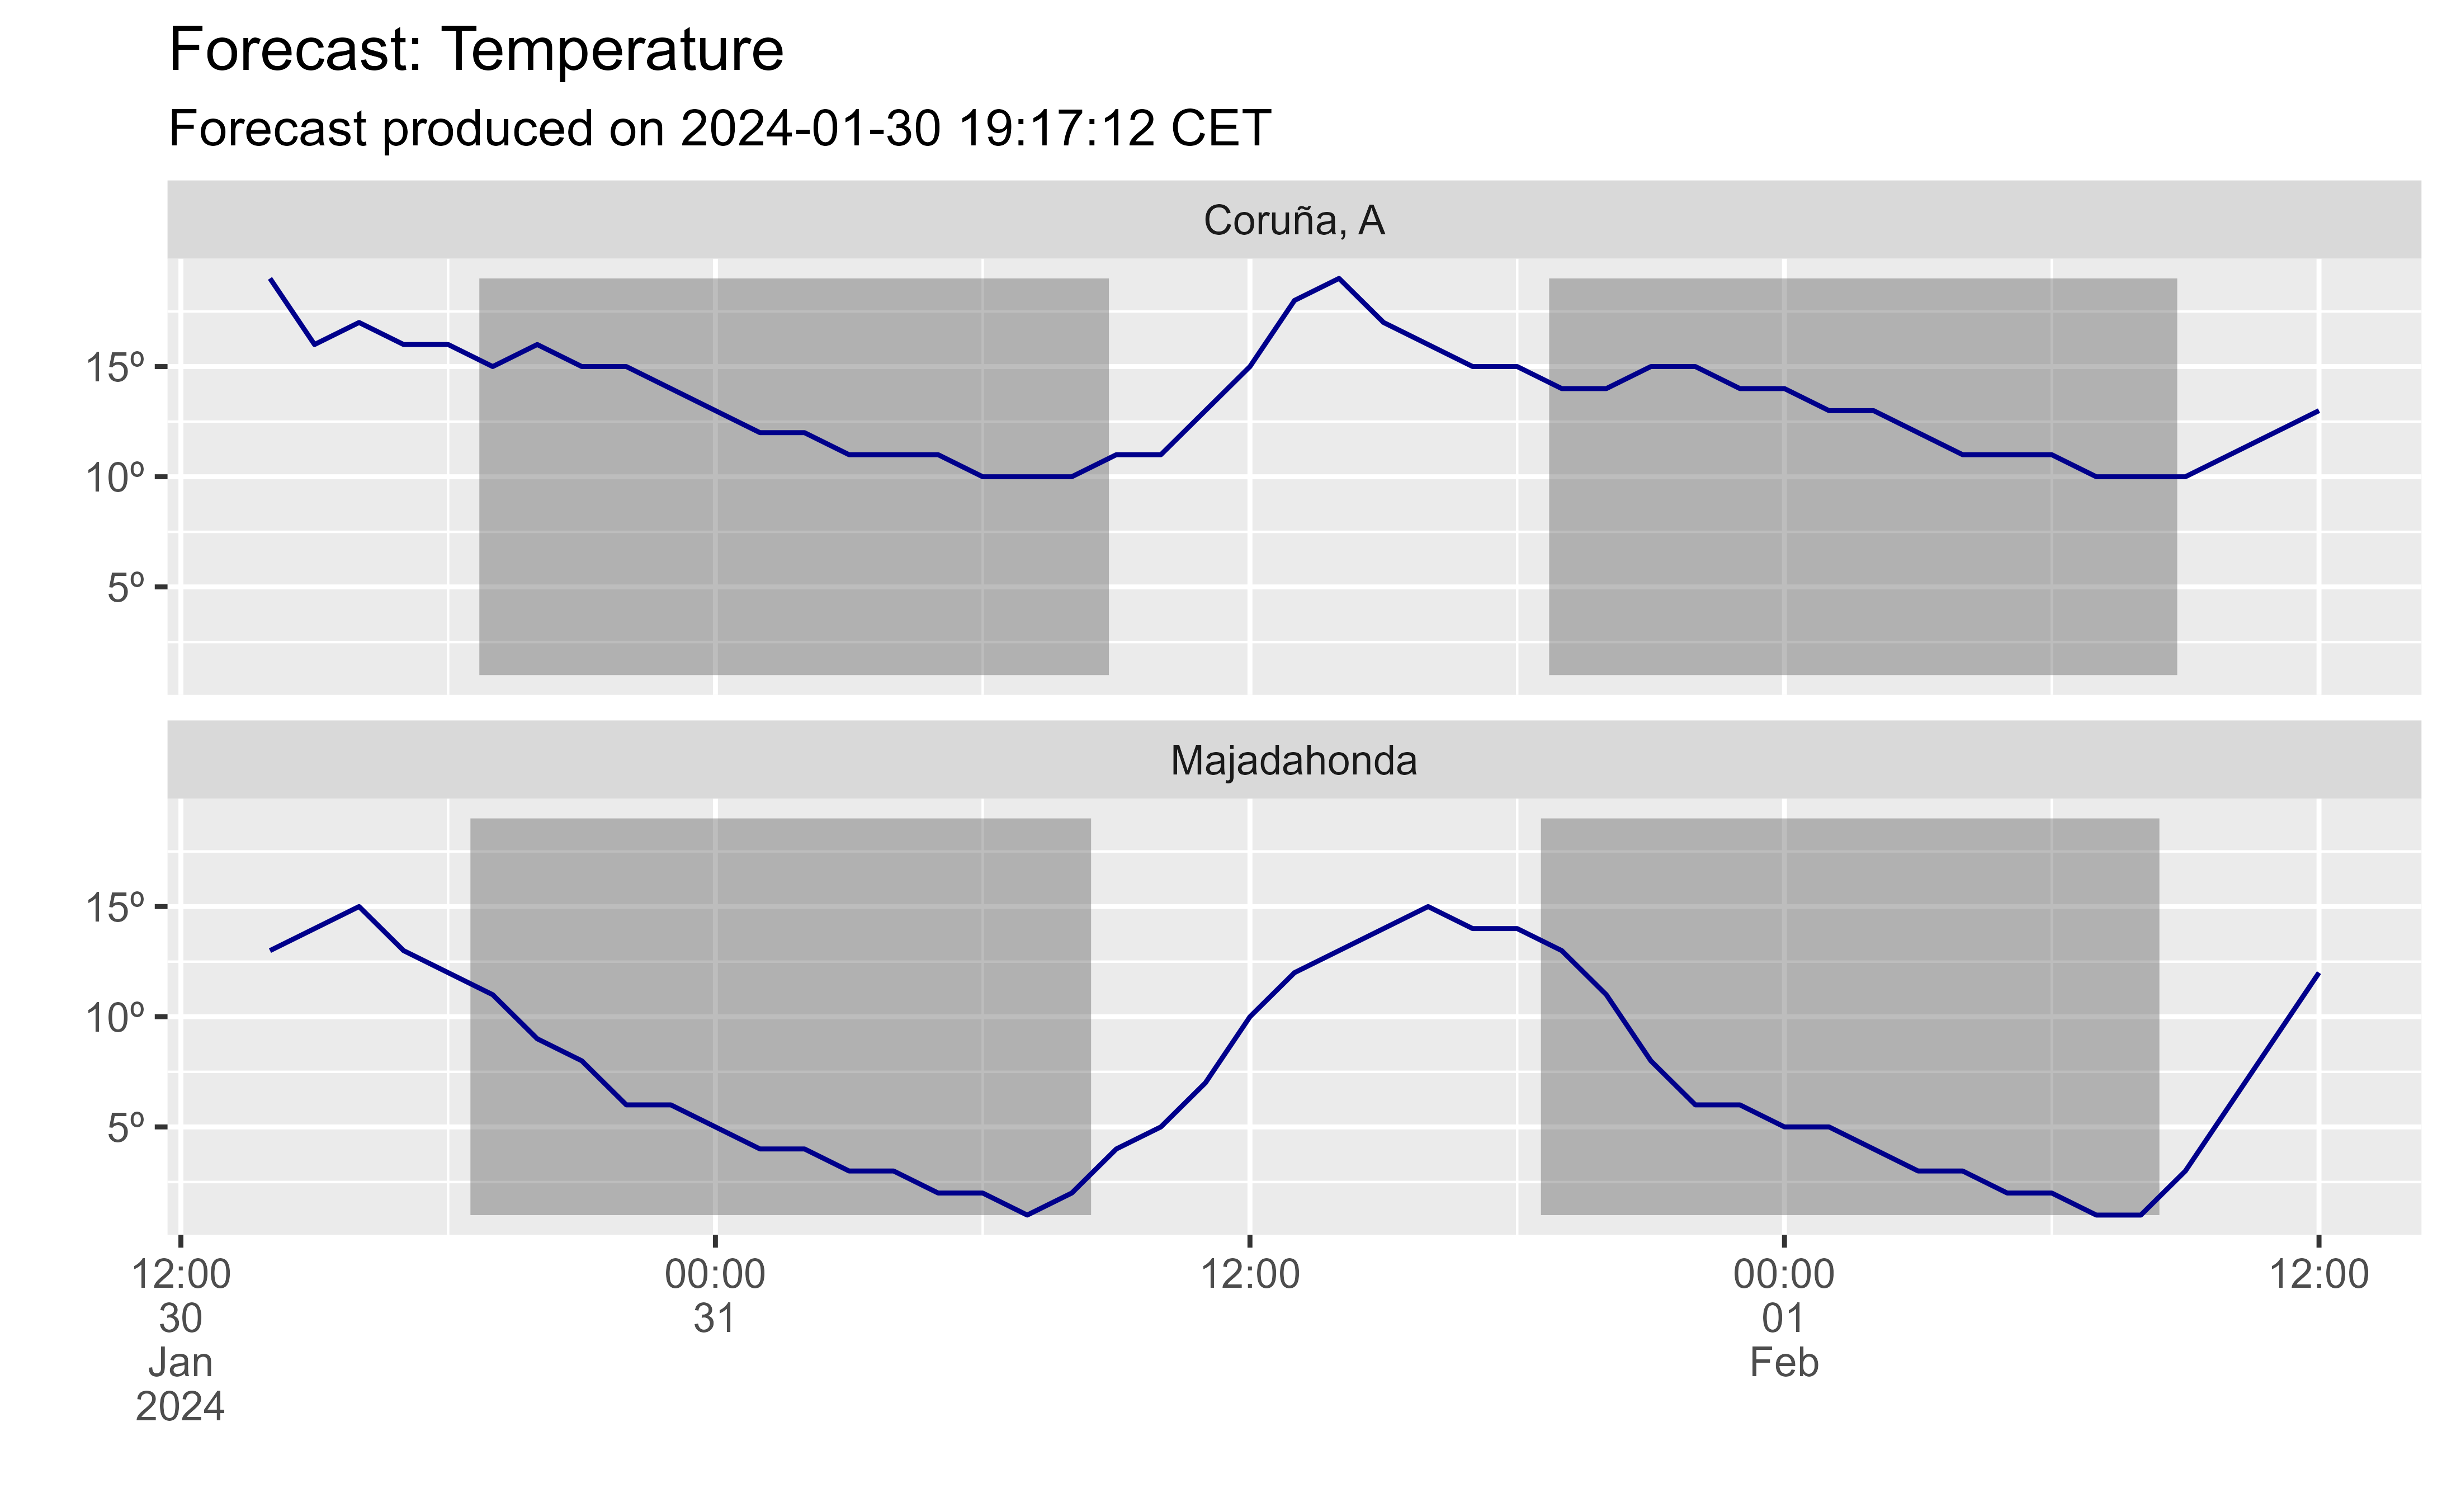 Forecast: Temperature
Forecast produced on 2024-01-30 19:17:12 CET
Coruña, A
15º
10º
5º
Majadahonda
15º
10º
5º
12:00 00:00 12:00 00:00 12:00
30 31 01
Jan Feb
2024